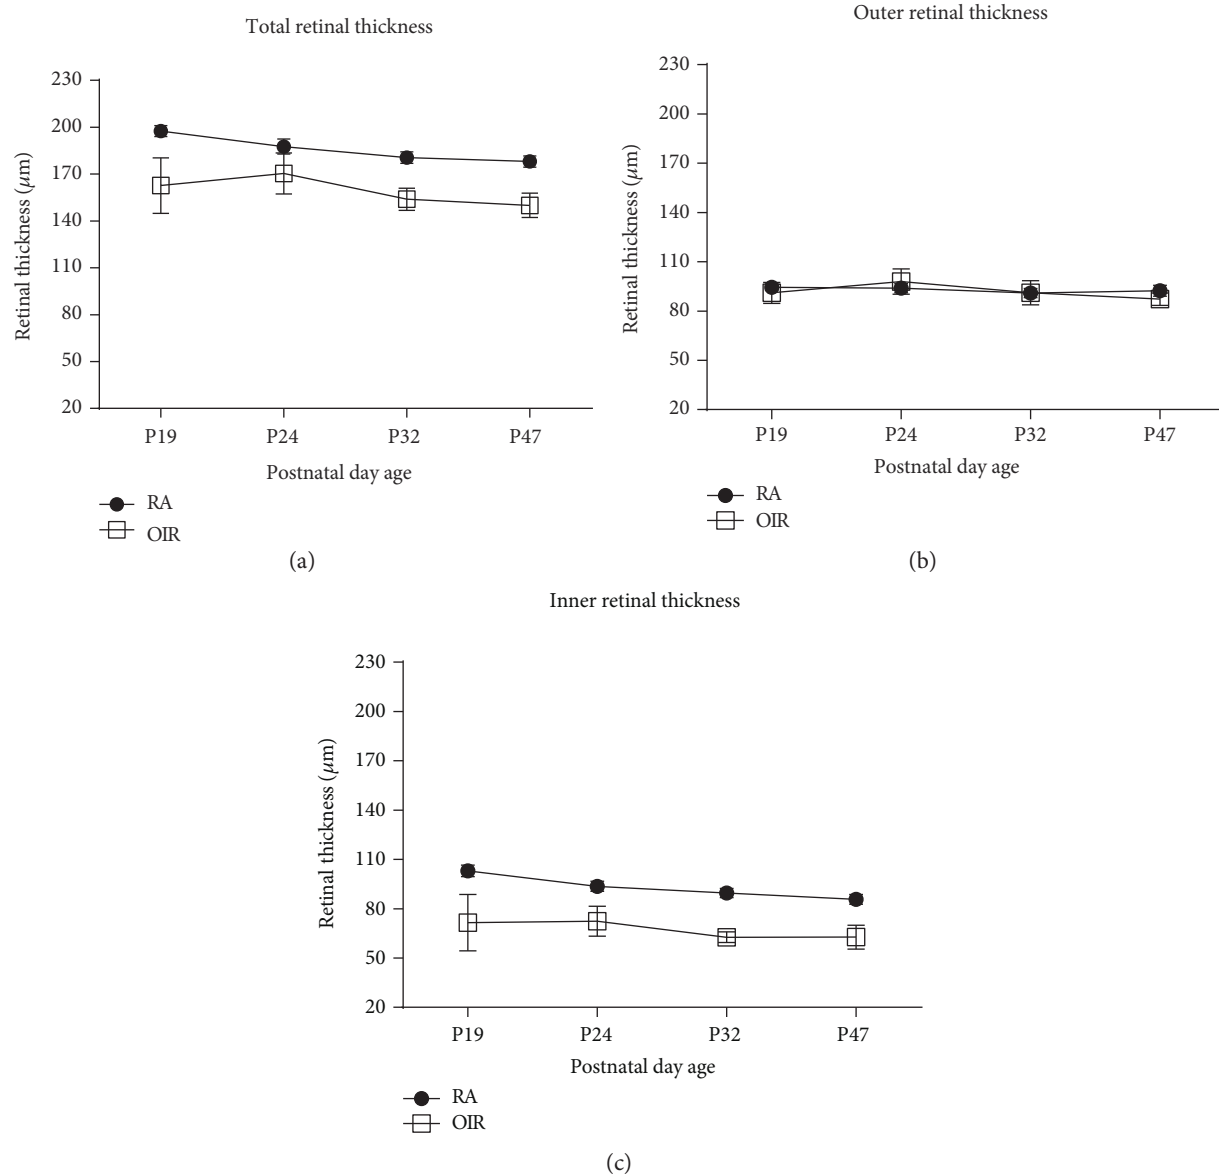 Total retinal thickness
Retinal thickness (μm)
230
200
170
140
110
80
50
20
P19 P24 P32 P47
Postnatal day age
RA
OIR
(a)
Outer retinal thickness
Retinal thickness (μm)
230
200
170
140
110
80
50
20
P19 P24 P32 P47
Postnatal day age
RA
OIR
(b)
Inner retinal thickness
Retinal thickness (μm)
230
200
170
140
110
80
50
20
P19 P24 P32 P47
Postnatal day age
RA
OIR
(c)